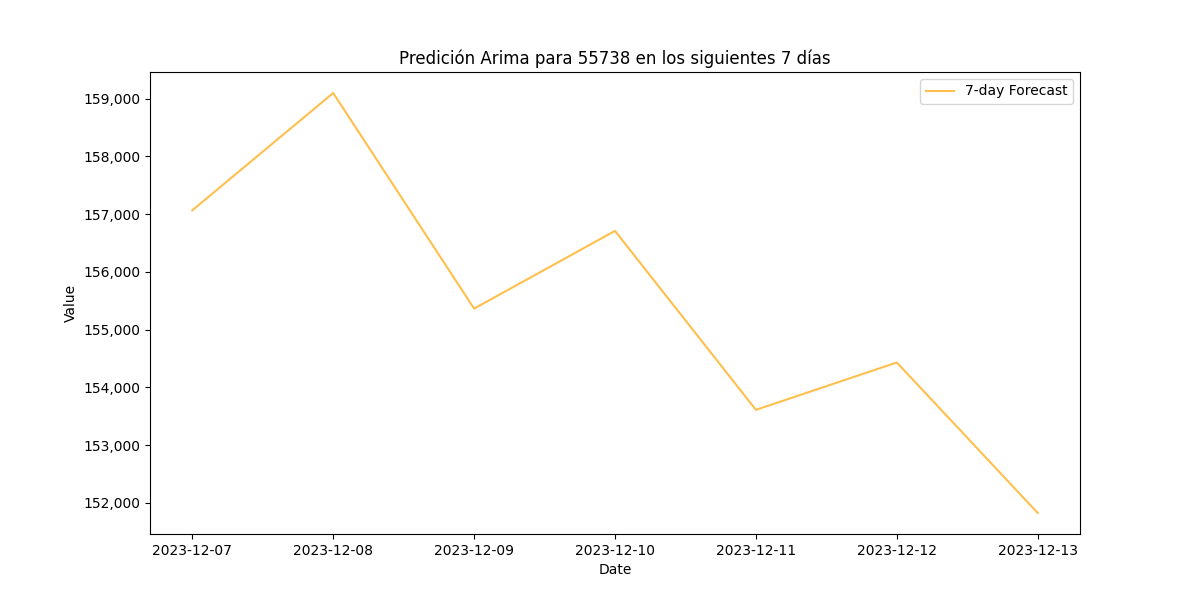 Predición Arima para 55738 en los siguientes 7 días
7-day Forecast
159,000
158,000
157,000
156,000
155,000
154,000
153,000
152,000
Value
2023-12-07 2023-12-08 2023-12-09 2023-12-10 2023-12-11 2023-12-12 2023-12-13
Date